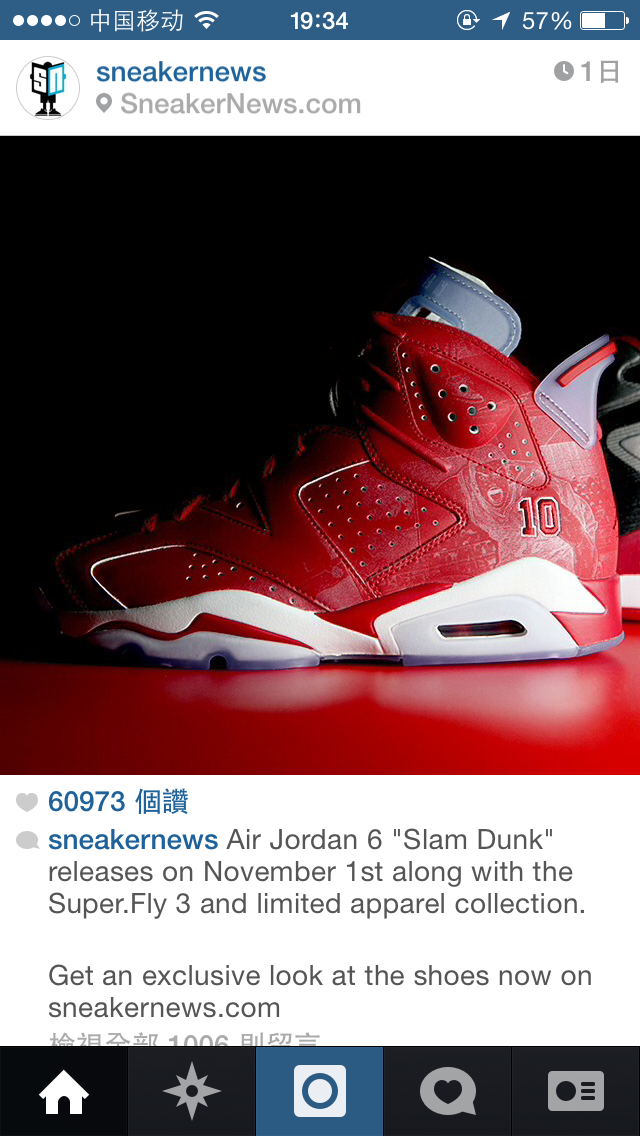 中国移动 19:34 57%
SN
sneakernews 1日
SneakerNews.com
10
60973 個讚
sneakernews Air Jordan 6 "Slam Dunk"
releases on November 1st along with the
Super.Fly 3 and limited apparel collection.
Get an exclusive look at the shoes now on
sneakernews.com
檢視全部 1006 則留言